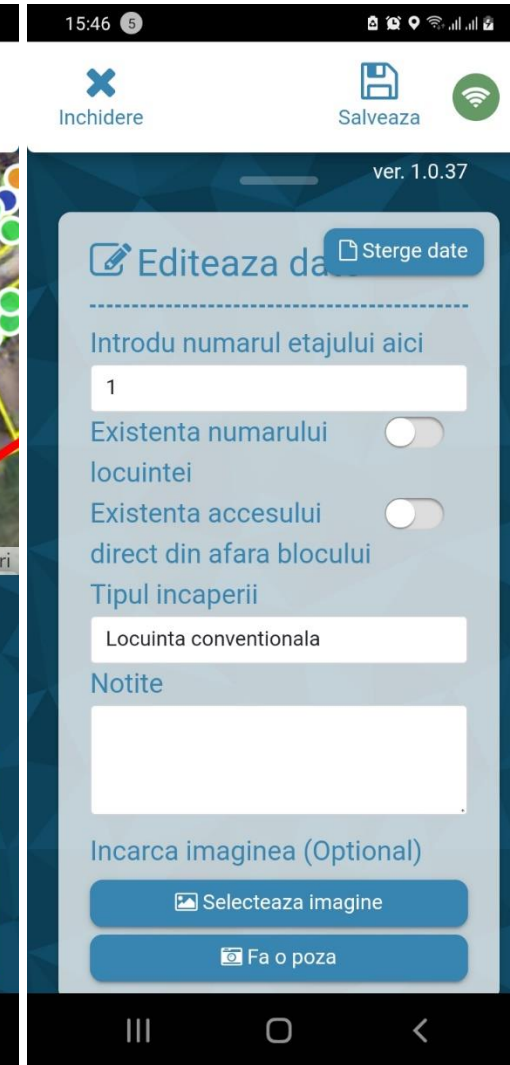 15:46 5
Inchidere
Salveaza
ver. 1.0.37
Editeaza da
Sterge date
Introdu numarul etajului aici
1
Existenta numarului
locuintei
Existenta accesului
direct din afara blocului
ri
Tipul incaperii
Locuinta conventionala
Notite
Incarca imaginea (Optional)
Selecteaza imagine
Fa o poza